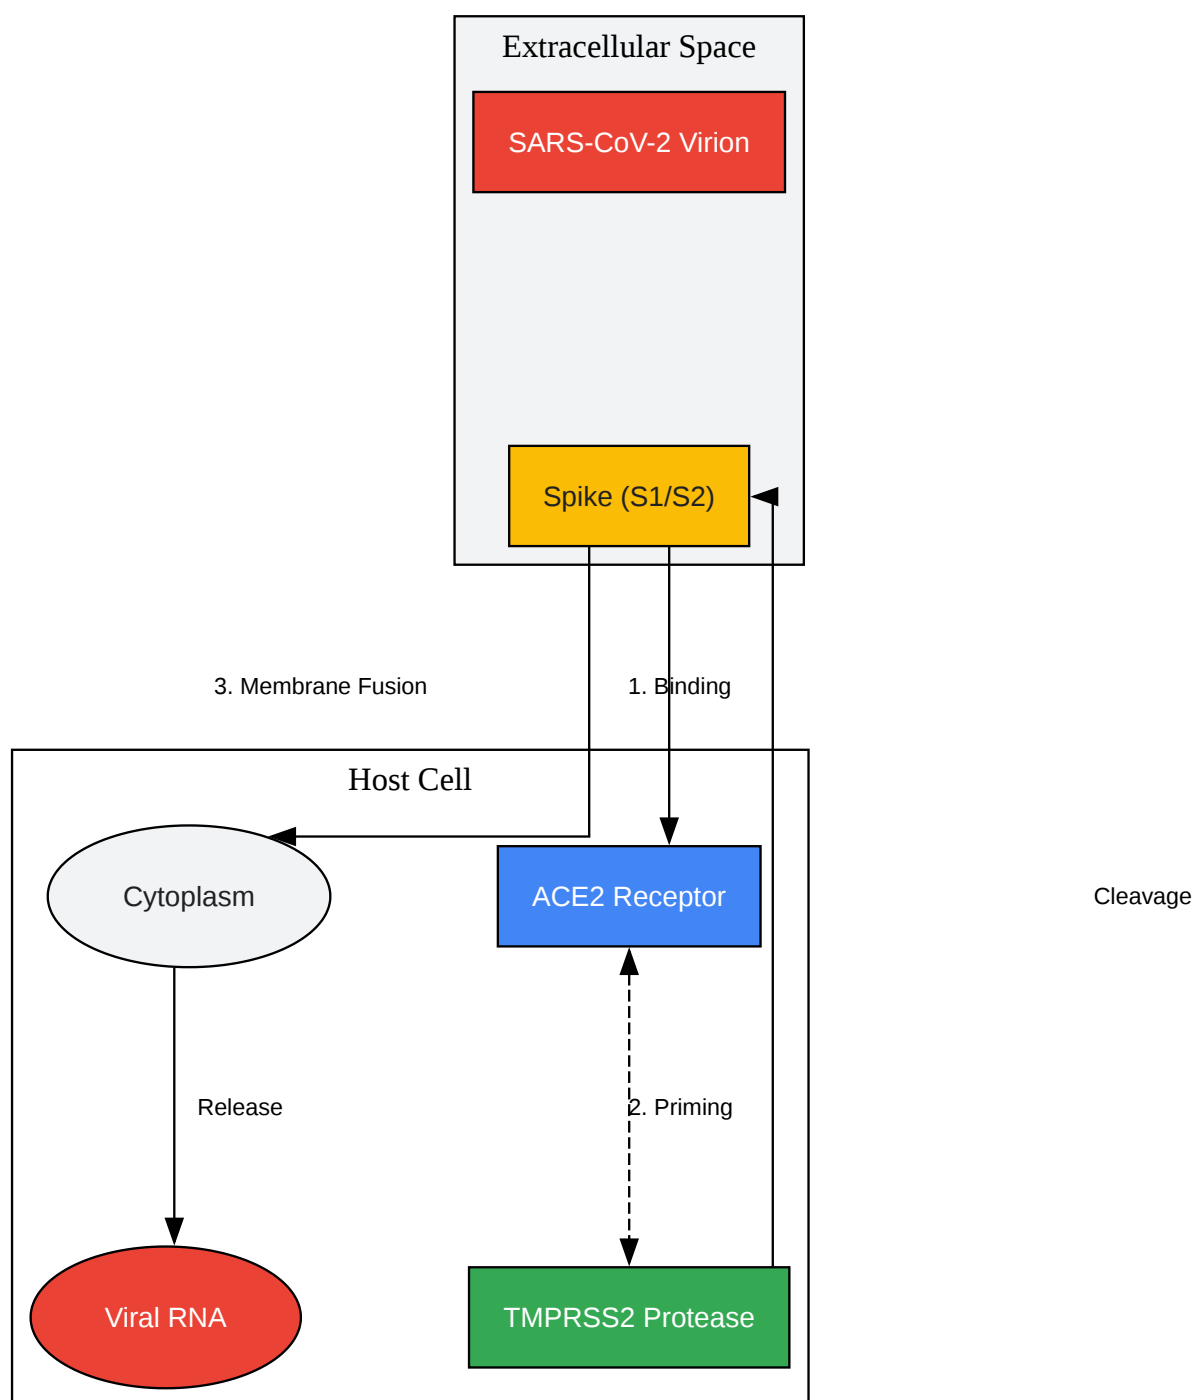 Extracellular Space
SARS-CoV-2 Virion
Spike (S1/S2)
3. Membrane Fusion
1. Binding
Host Cell
Cytoplasm
ACE2 Receptor
Cleavage
Release
2. Priming
Viral RNA
TMPRSS2 Protease